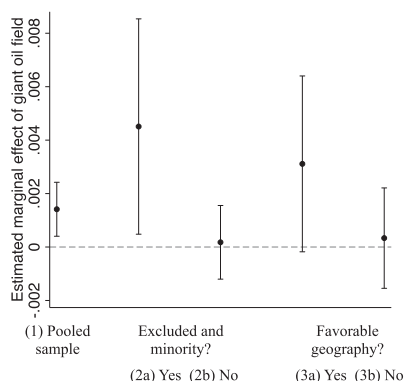 Estimated marginal effect of giant oil field
.008
.006
.004
.002
0
-.002
(1) Pooled
sample
Excluded and
minority?
(2a) Yes (2b) No
Favorable
geography?
(3a) Yes (3b) No